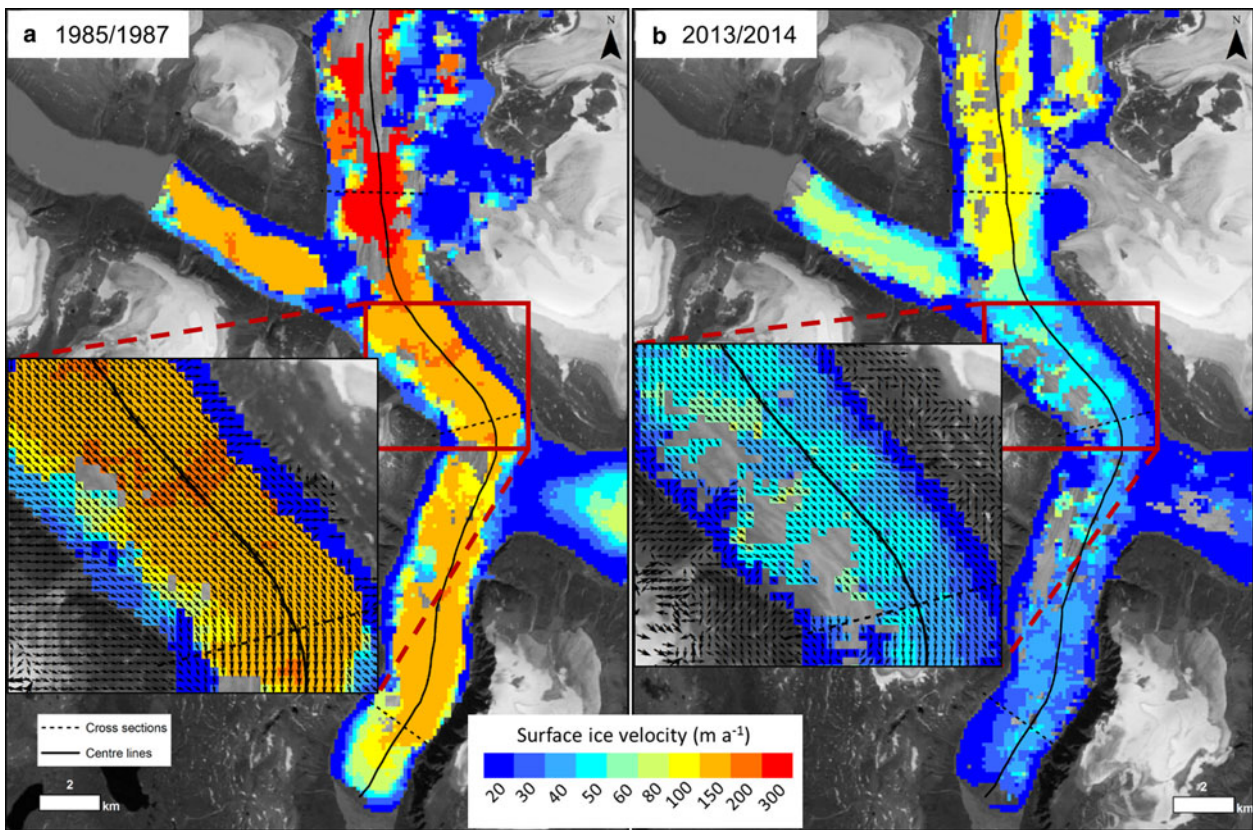 a 1985/1987
N
b 2013/2014
N
Cross sections
Centre lines
2
km
Surface ice velocity (m a⁻¹)
20 30 40 50 60 80 100 150 200 300
2
km